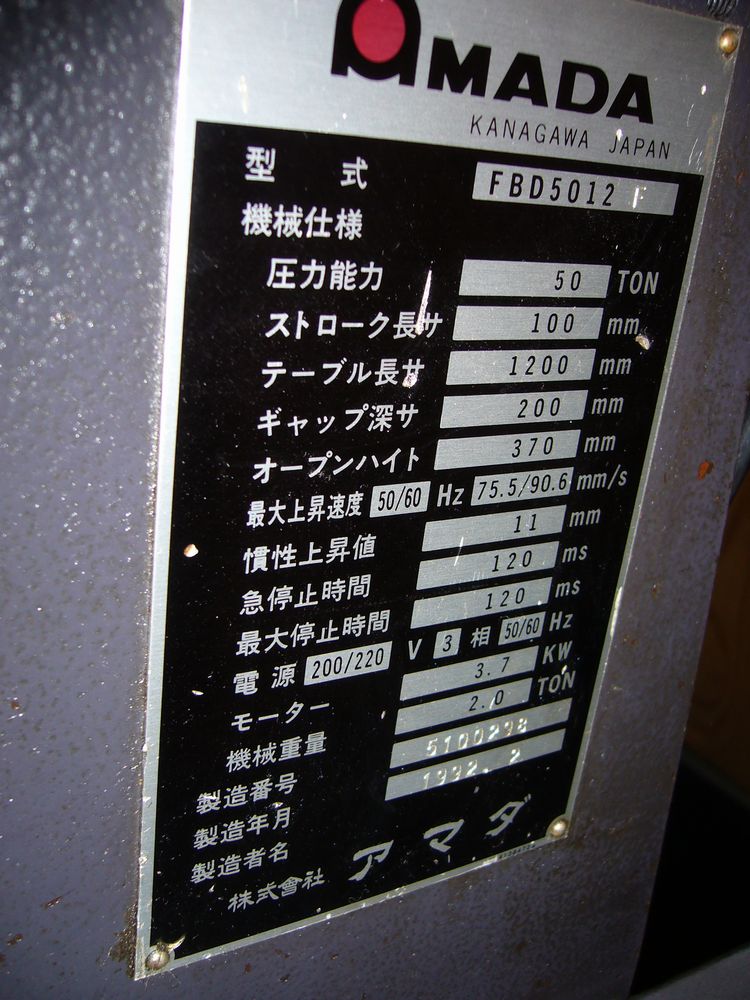 AMADA
KANAGAWA JAPAN
型 式 FBD5012 F
機械仕様
圧力能力 50 TON
ストローク長サ 100 mm
テーブル長サ 1200 mm
ギャップ深サ 200 mm
オープンハイト 370 mm
最大上昇速度 50/60 Hz 75.5/90.6 mm/s
慣性上昇値 11 mm
急停止時間 120 ms
最大停止時間 120 ms
電源 200/220 V 3 相 50/60 Hz
モーター 3.7 KW
機械重量 2.0 TON
製造番号 5100298
製造年月 1992. 2
製造者名
株式會社 アマダ